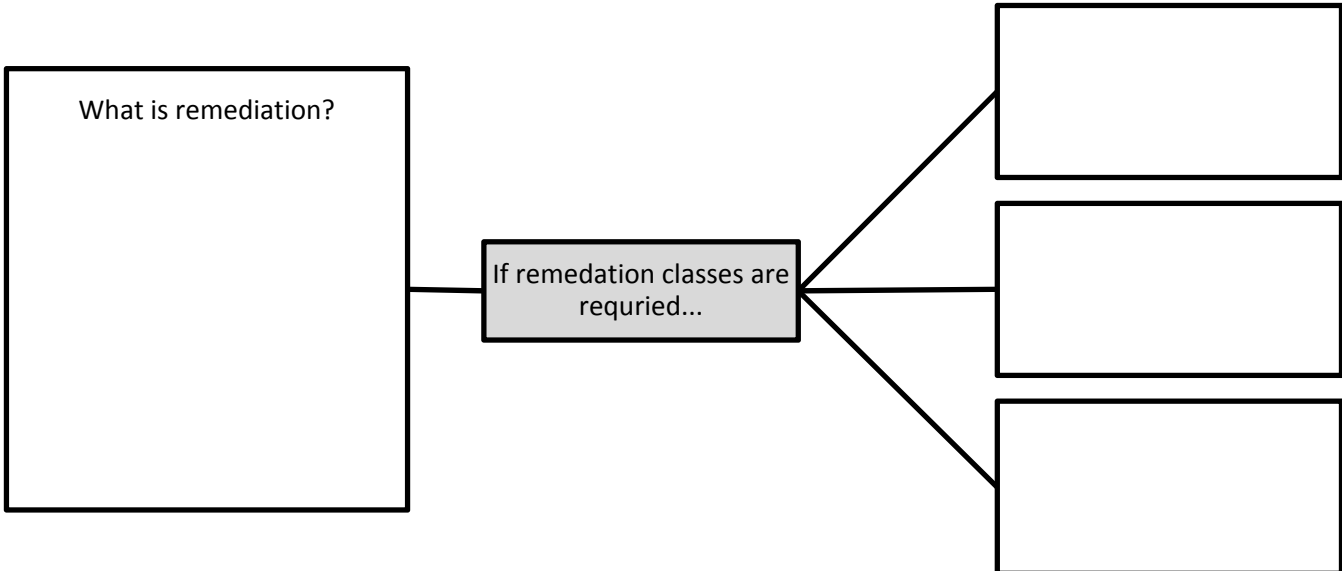 What is remediation?
If remedation classes are
requried...